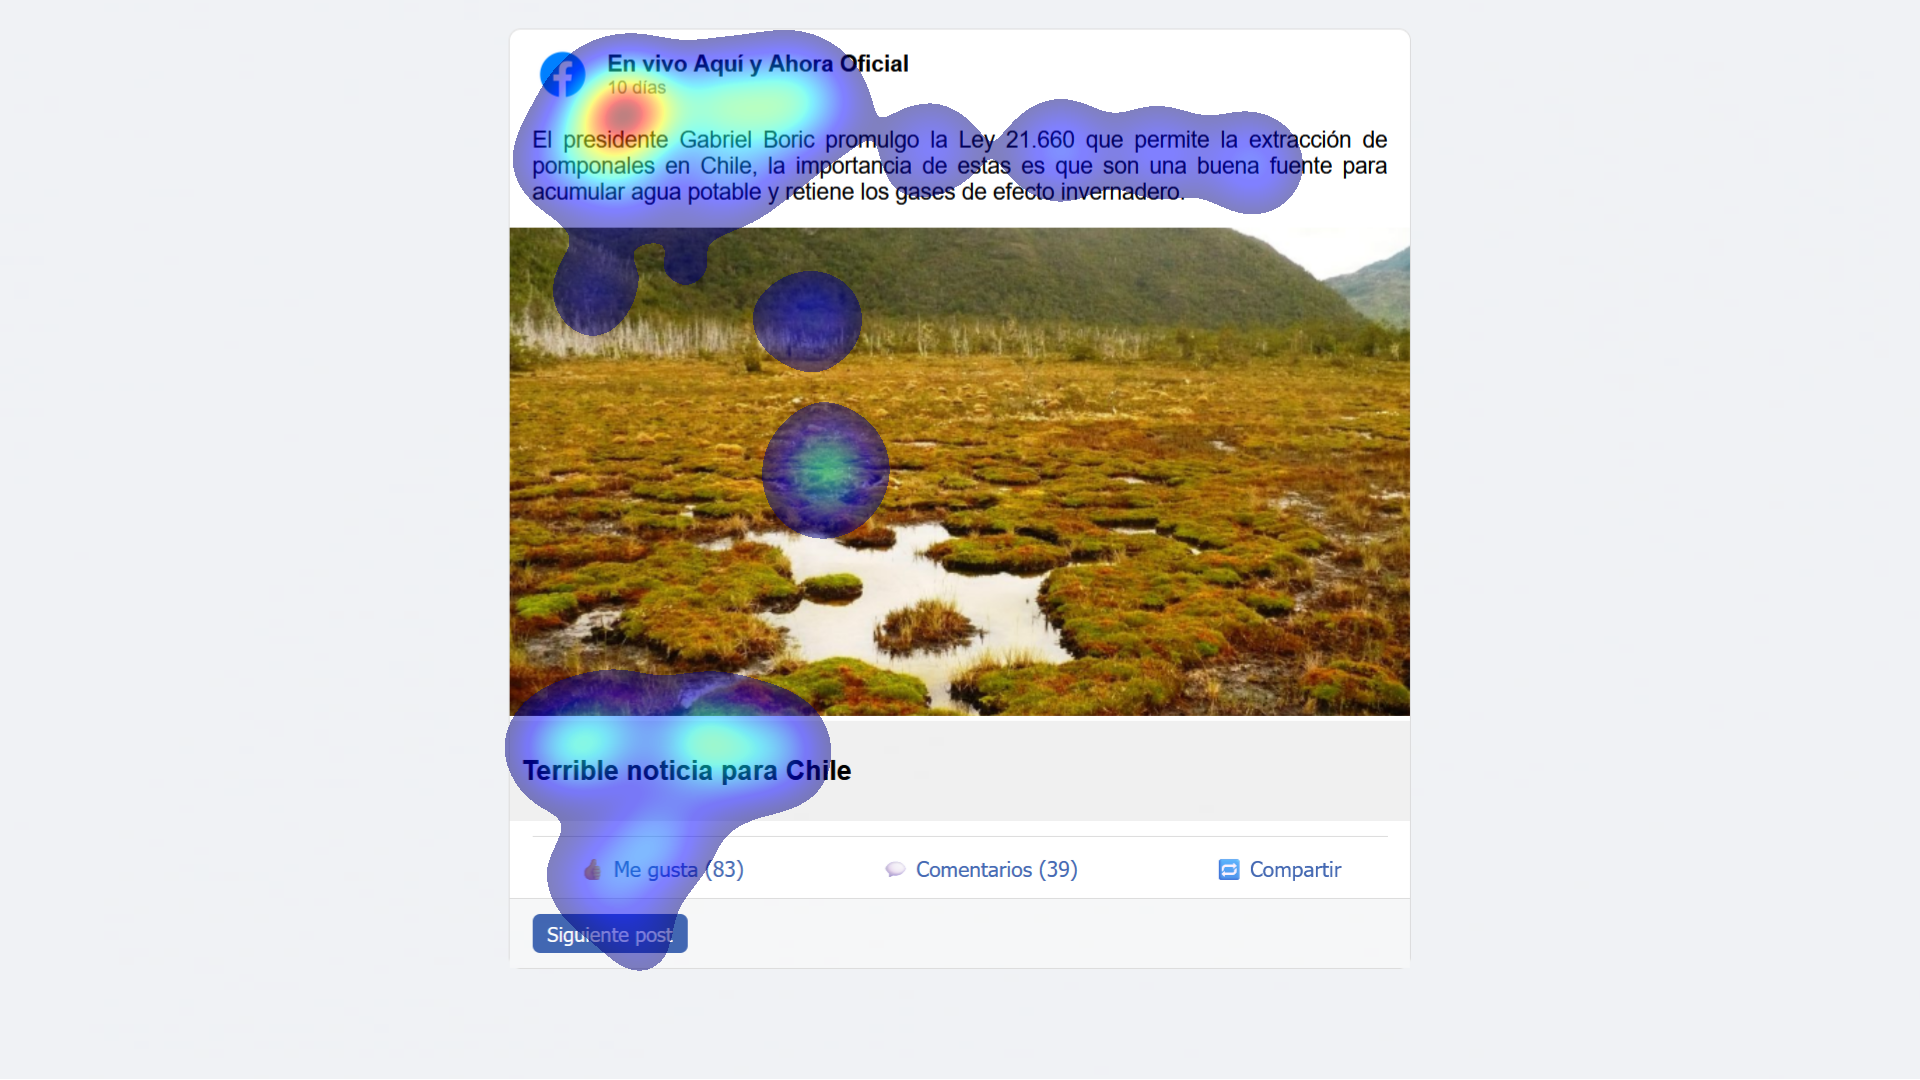 En vivo Aquí y Ahora Oficial
10 días
El presidente Gabriel Boric promulgo la Ley 21.660 que permite la extracción de
pomponales en Chile, la importancia de estas es que son una buena fuente para
acumular agua potable y retiene los gases de efecto invernadero.
Terrible noticia para Chile
Me gusta (83)
Comentarios (39)
Compartir
Siguiente post